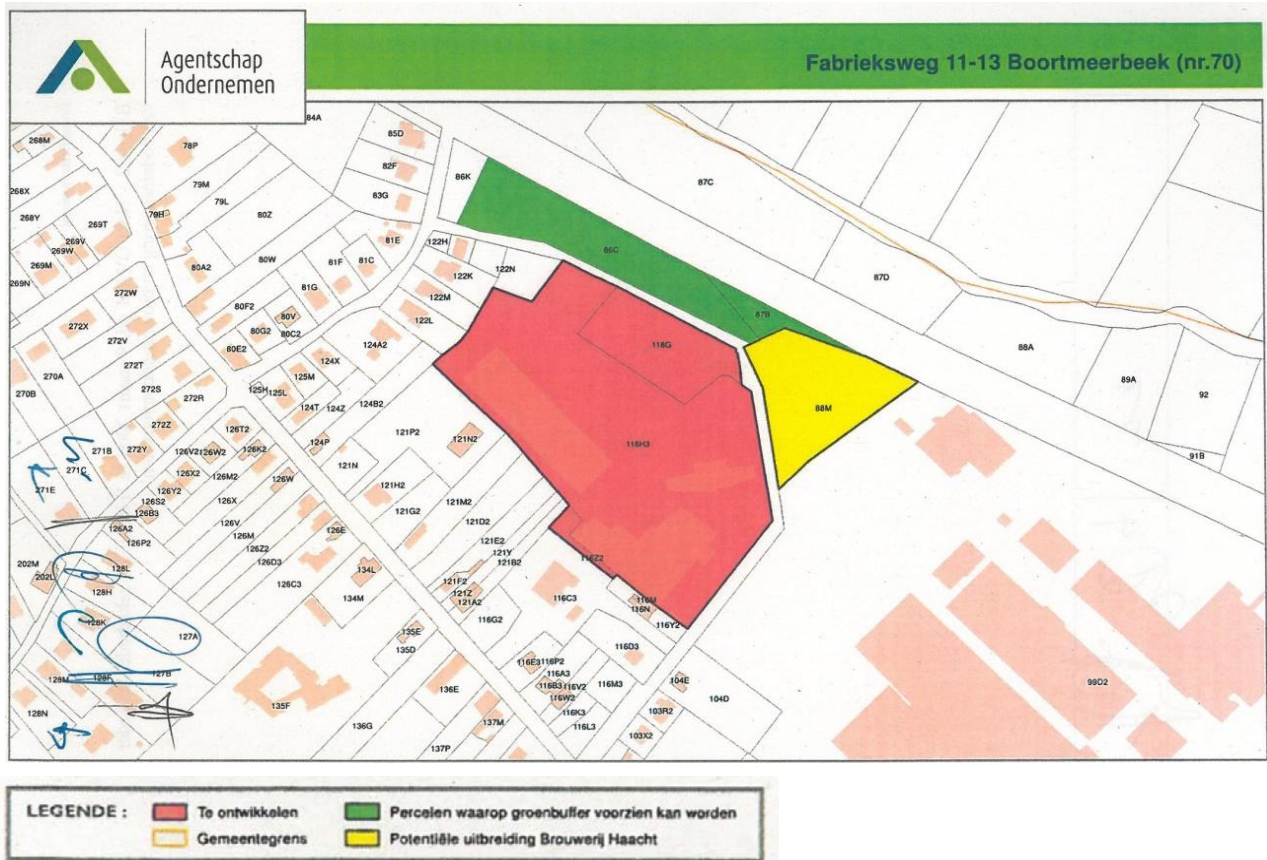 Agentschap
Ondernemen
Fabrieksweg 11-13 Boortmeerbeek (nr.70)
268M
78P
84A
85D
82F
83G
86K
87C
268X
79M
79L
79H
80Z
268Y
269T
269V
269W
269M
269N
81E
122H
86C
80A2
80W
81F
81C
81G
122K
122N
87D
272W
80F2
80V
80G2
80C2
80E2
122M
122L
87B
272X
272V
272T
124A2
118G
88A
270A
270B
272S
272R
124X
125M
125H
125L
124T
124Z
124B2
88M
89A
92
272Z
126T2
124P
121P2
121N2
116H3
91B
271B
272Y
126V2
126W2
126K2
271C
126X2
126M2
126W
121N
271E
126Y2
126S2
126B3
126X
121H2
121G2
121M2
126A2
126P2
126V
126M
126E
121D2
121E2
121Y
121B2
202M
202L
128L
128H
126Z2
126D3
126C3
134L
134M
121F2
121Z
121A2
116Z2
116C3
116M
116N
116Y2
128K
127A
135E
135D
116G2
116D3
128M
128F
127B
116E3
116P2
116A3
116B3
116V2
116W2
116M3
104E
104D
99D2
128N
135F
136E
136G
137M
137P
116K3
116L3
103R2
103X2
LEGENDE :
Te ontwikkelen
Percelen waarop groenbuffer voorzien kan worden
Gemeentegrens
Potentiële uitbreiding Brouwerij Haacht